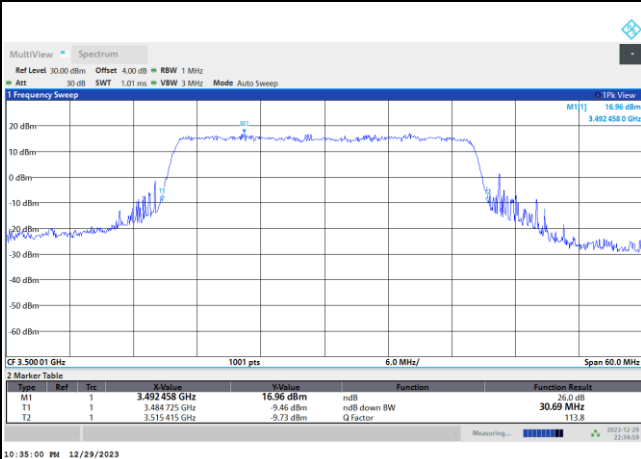 MultiView Spectrum
Ref Level 30.00 dBm Offset 4.00 dB RBW 1 MHz
Att 30 dB SWT 1.01 ms VBW 3 MHz Mode Auto Sweep
1 Frequency Sweep 1Pk View
M1[1] 16.96 dBm
3.492 458 0 GHz
M1
20 dBm
10 dBm
0 dBm
T1
-10 dBm
-20 dBm
-30 dBm
-40 dBm
-50 dBm
-60 dBm
CF 3.500 01 GHz 1001 pts 6.0 MHz/ Span 60.0 MHz
2 Marker Table
Type Ref Trc X-Value Y-Value Function Function Result
M1 1 3.492 458 GHz 16.96 dBm ndB 26.0 dB
T1 1 3.484 725 GHz -9.46 dBm ndB down BW 30.69 MHz
T2 1 3.515 415 GHz -9.73 dBm Q Factor 113.8
Measuring... 2023-12-29
22:34:59
10:35:00 PM 12/29/2023